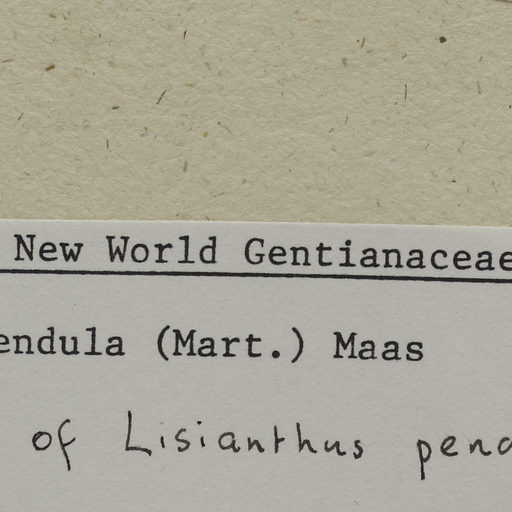 New World Gentianaceae
endula (Mart.) Maas
of Lisianthus pend